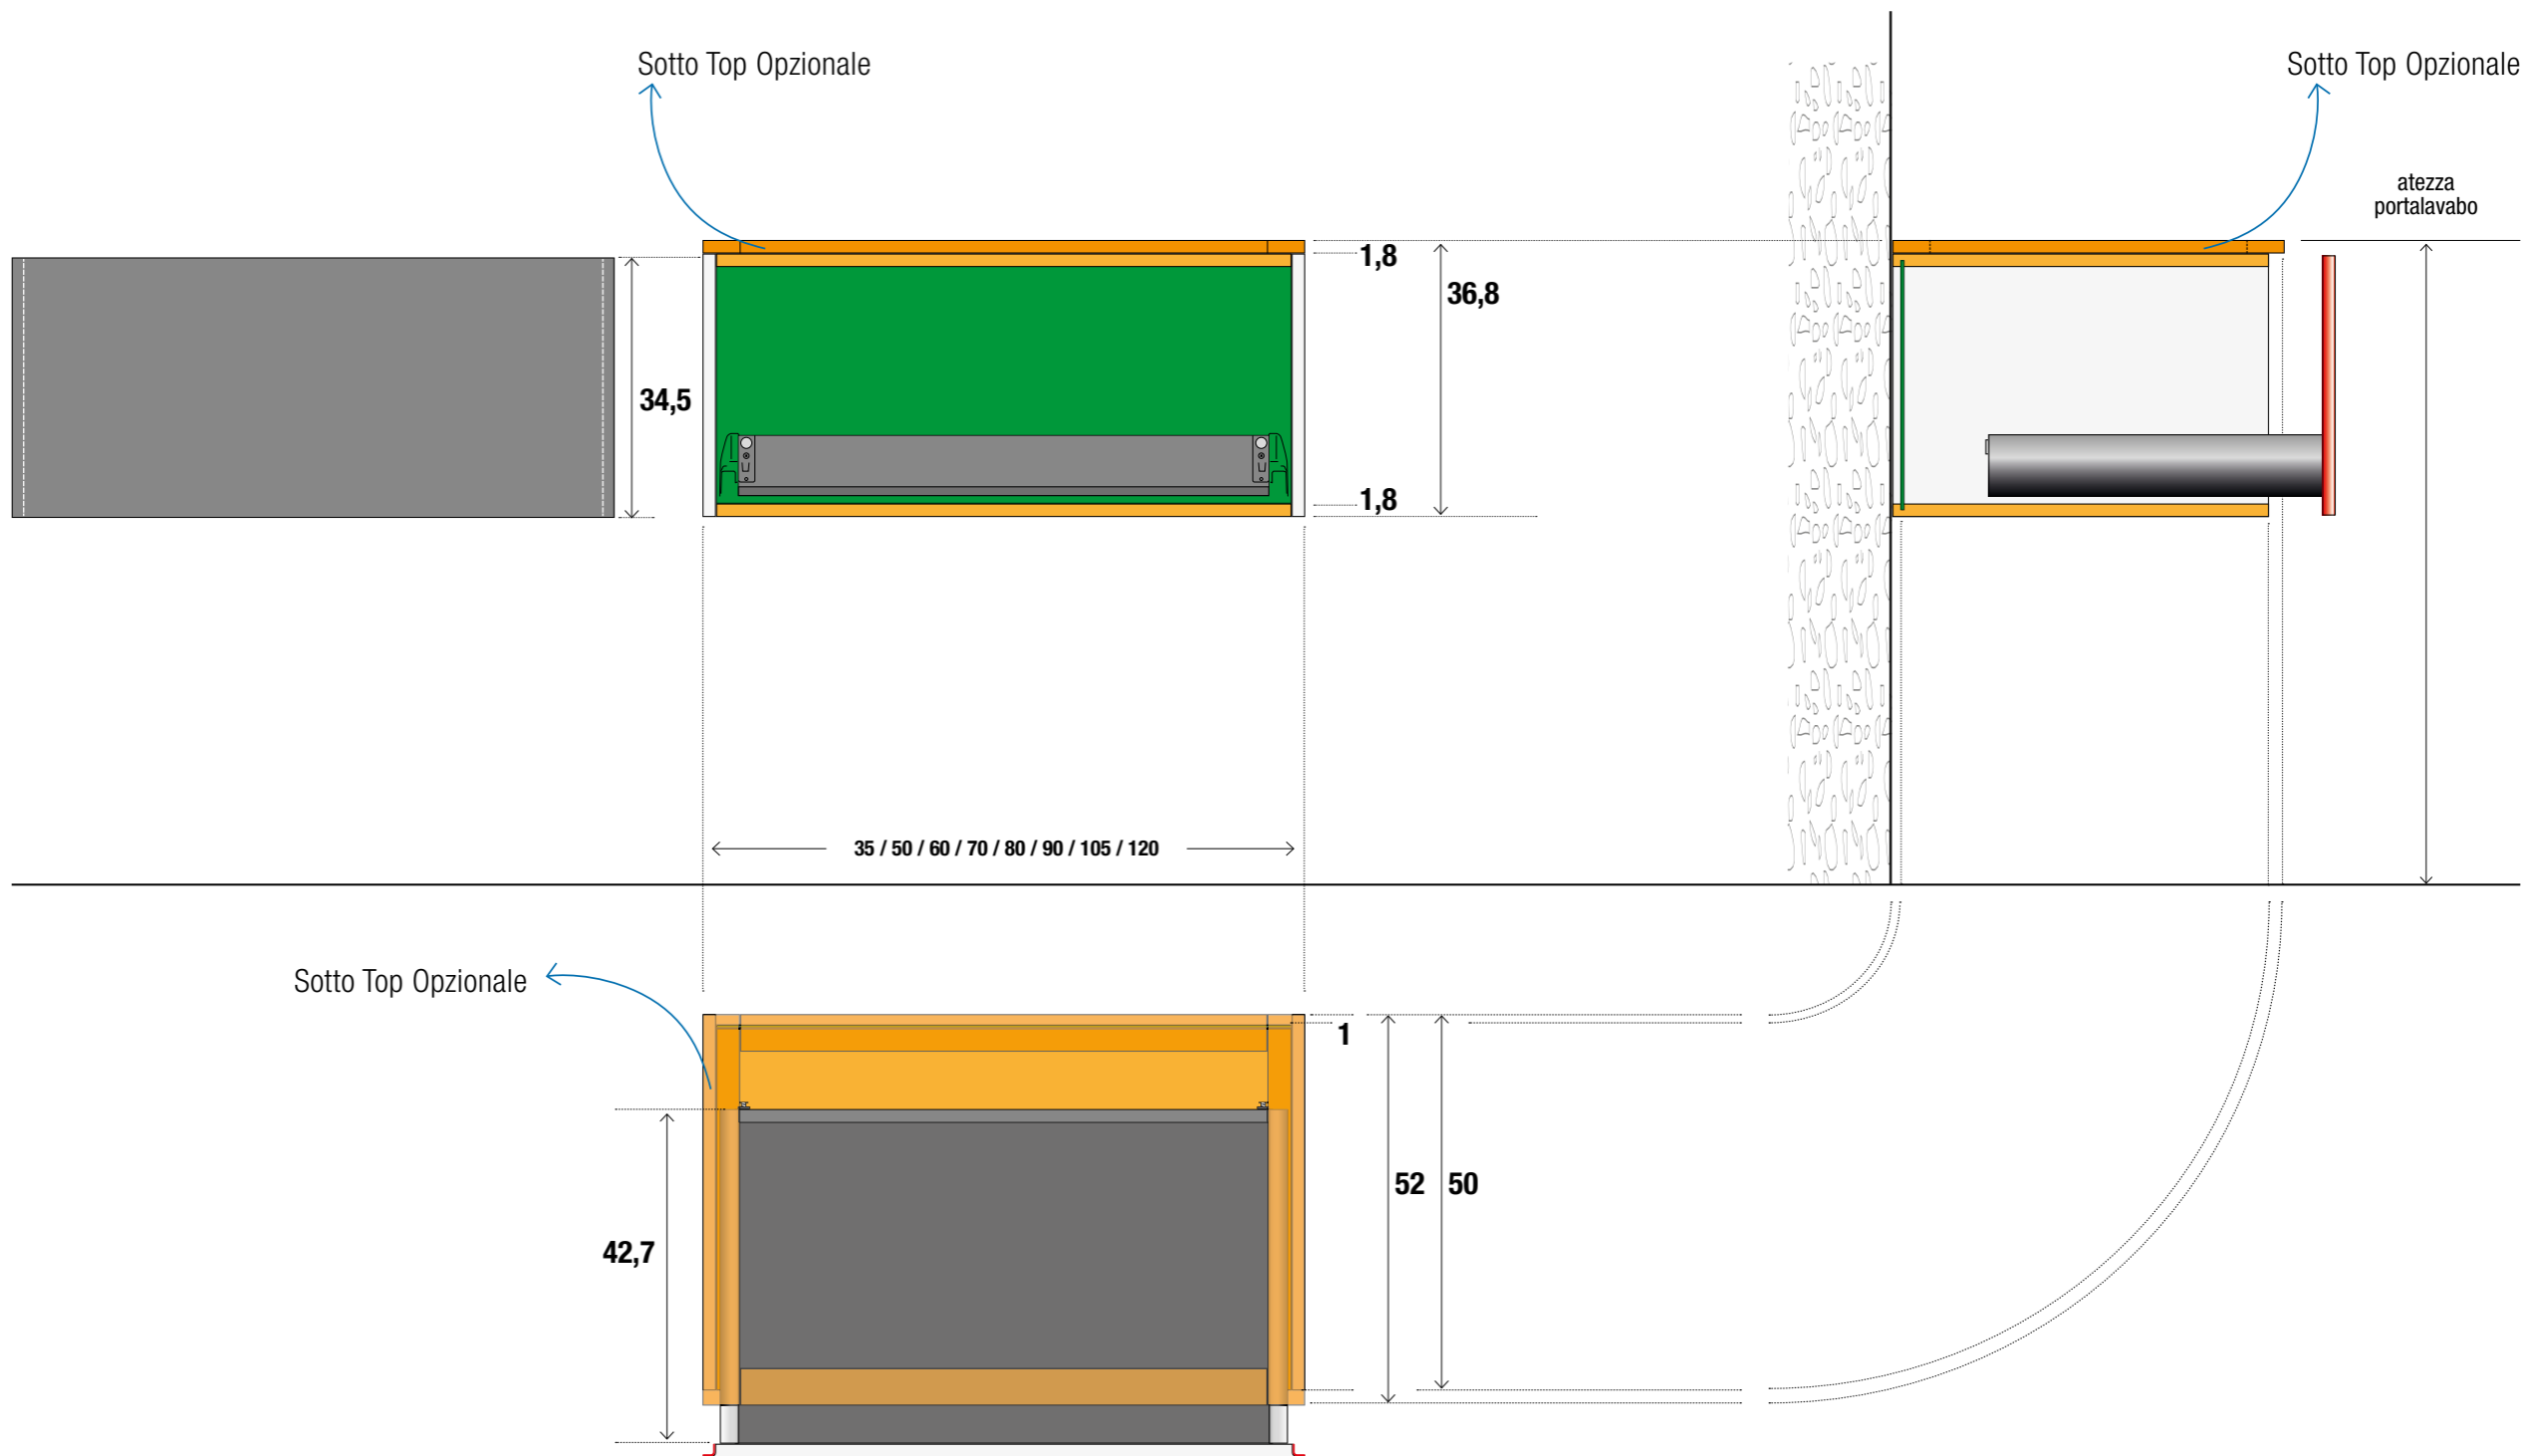 Sotto Top Opzionale
Sotto Top Opzionale
atezza
portalavabo
1,8
36,8
34,5
1,8
35 / 50 / 60 / 70 / 80 / 90 / 105 / 120
Sotto Top Opzionale
1
52
50
42,7